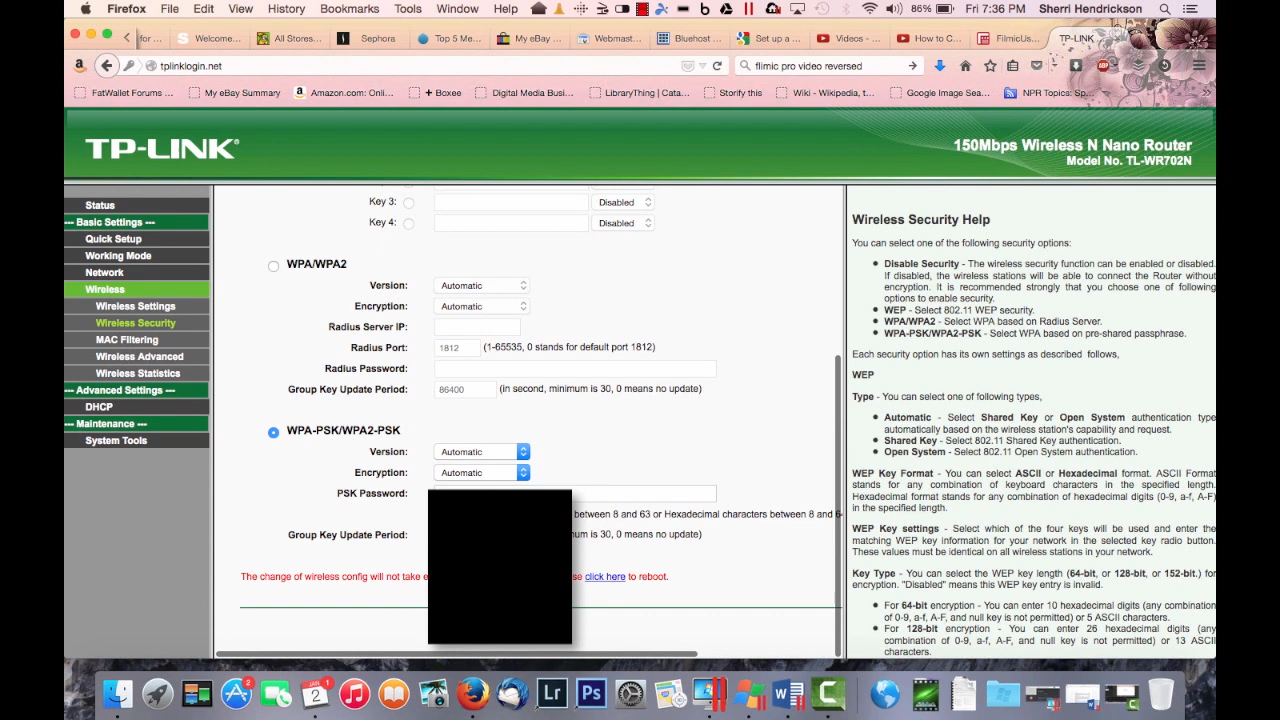 Firefox File Edit View History Bookmarks Tools Window Help 86% Fri 7:36 PM Sherri Hendrickson
for ... Welcome... All Stores... Sephora Top 5 Me... My eBay ... Webmast... Bluehost ... Set up a ... Videos - ... How to C... FilmicUs... TP-LINK
tplinklogin.net flimic pro video reversed
FatWallet Forums ... My eBay Summary Amazon.com: Onli... + Boxee Digital Media Busi... LibraryThing | Cata... Storify this Wiki - Wikipedia, t... Google Image Sea... NPR Topics: Sp...
TP-LINK®
150Mbps Wireless N Nano Router
Model No. TL-WR702N
Status
--- Basic Settings ---
Quick Setup
Working Mode
Network
Wireless
Wireless Settings
Wireless Security
MAC Filtering
Wireless Advanced
Wireless Statistics
--- Advanced Settings ---
DHCP
--- Maintenance ---
System Tools
Key 3: Disabled
Key 4: Disabled
WPA/WPA2
Version: Automatic
Encryption: Automatic
Radius Server IP:
Radius Port: 1812 (1-65535, 0 stands for default port 1812)
Radius Password:
Group Key Update Period: 86400 (in second, minimum is 30, 0 means no update)
WPA-PSK/WPA2-PSK
Version: Automatic
Encryption: Automatic
PSK Password:
between 8 and 63 or Hexadecimal characters between 8 and 64
Group Key Update Period: is 30, 0 means no update)
The change of wireless config will not take click here to reboot.
Wireless Security Help
You can select one of the following security options:
Disable Security - The wireless security function can be enabled or disabled.
If disabled, the wireless stations will be able to connect the Router without
encryption. It is recommended strongly that you choose one of following
options to enable security.
WEP - Select 802.11 WEP security.
WPA/WPA2 - Select WPA based on Radius Server.
WPA-PSK/WPA2-PSK - Select WPA based on pre-shared passphrase.
Each security option has its own settings as described follows,
WEP
Type - You can select one of following types,
Automatic - Select Shared Key or Open System authentication type
automatically based on the wireless station's capability and request.
Shared Key - Select 802.11 Shared Key authentication.
Open System - Select 802.11 Open System authentication.
WEP Key Format - You can select ASCII or Hexadecimal format. ASCII Format
stands for any combination of keyboard characters in the specified length.
Hexadecimal format stands for any combination of hexadecimal digits (0-9, a-f, A-F)
in the specified length.
WEP Key settings - Select which of the four keys will be used and enter the
matching WEP key information for your network in the selected key radio button.
These values must be identical on all wireless stations in your network.
Key Type - You can select the WEP key length (64-bit, or 128-bit, or 152-bit.) for
encryption. "Disabled" means this WEP key entry is invalid.
For 64-bit encryption - You can enter 10 hexadecimal digits (any combination
of 0-9, a-f, A-F, and null key is not permitted) or 5 ASCII characters.
For 128-bit encryption - You can enter 26 hexadecimal digits (any
combination of 0-9, a-f, A-F, and null key is not permitted) or 13 ASCII
characters.
2 JAN 2 1 Lr Ps W C